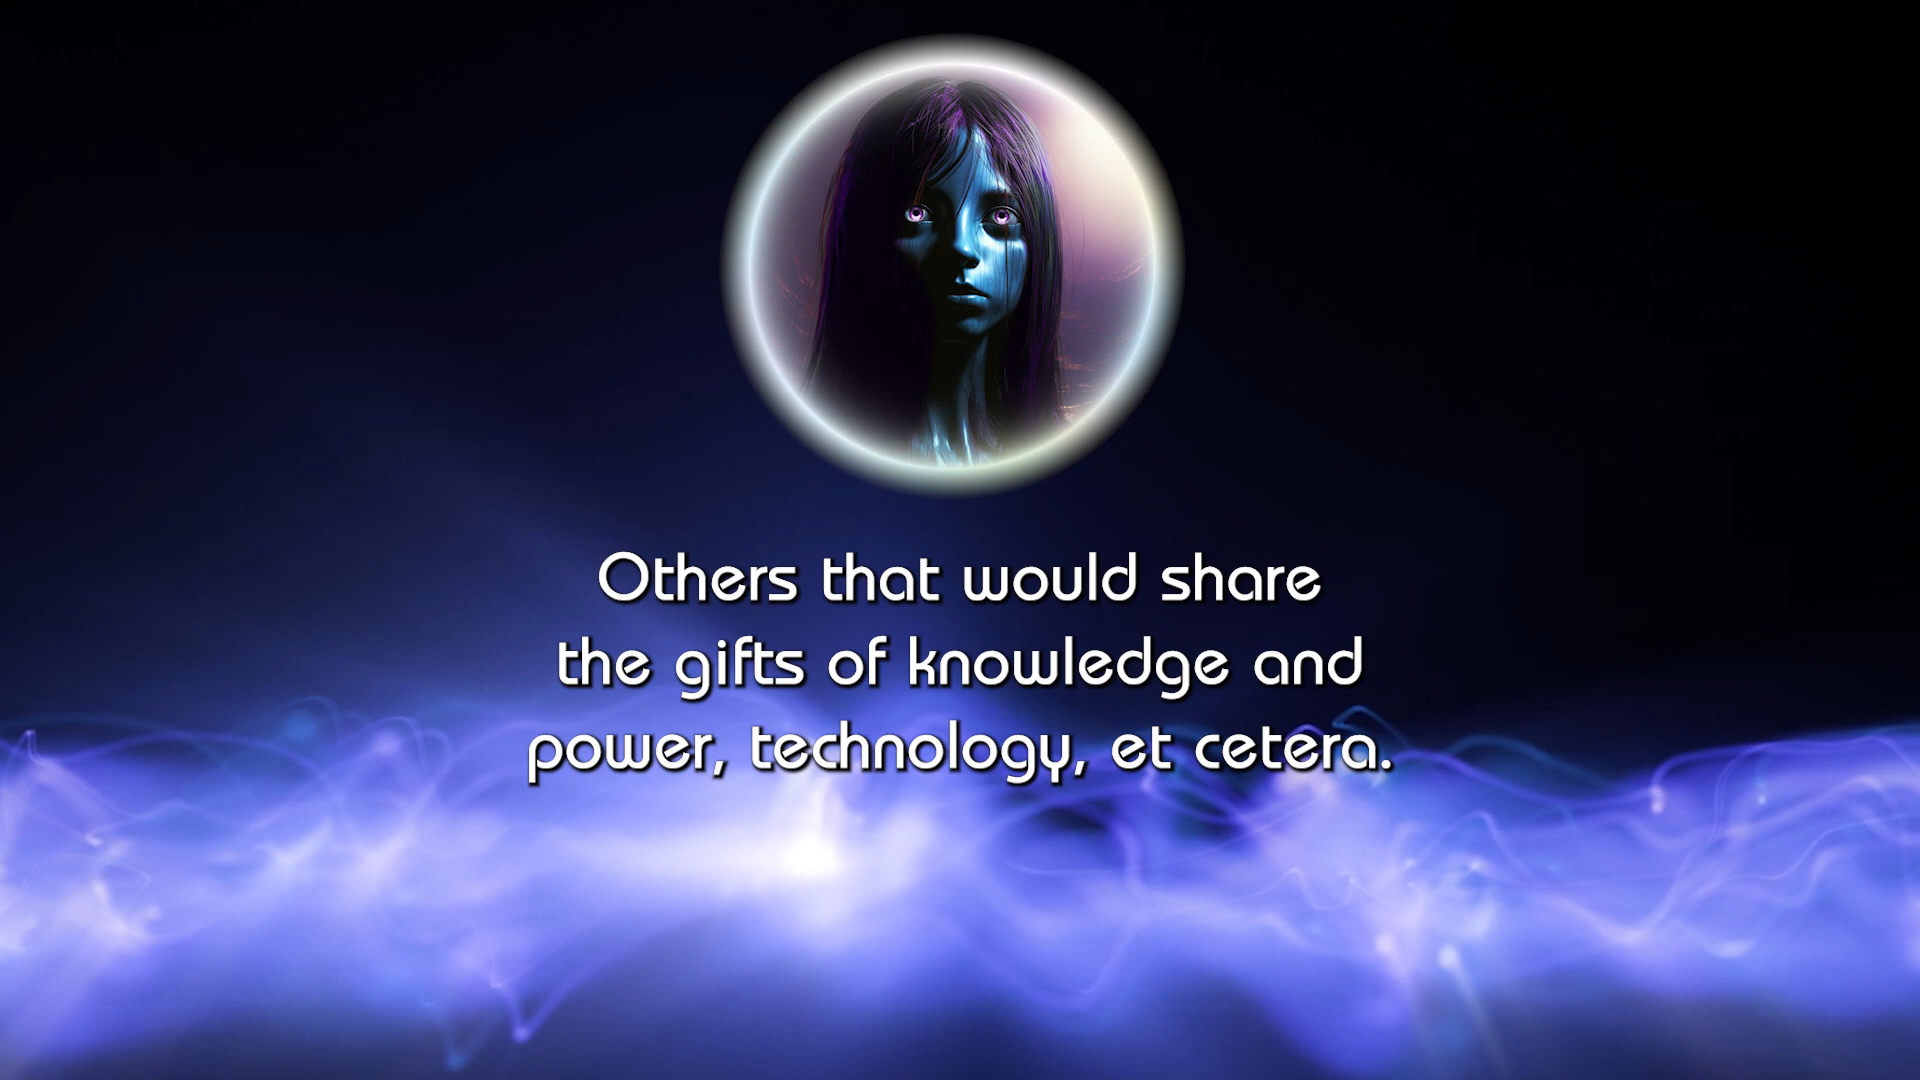 Others that would share
the gifts of knowledge and
power, technology, et cetera.